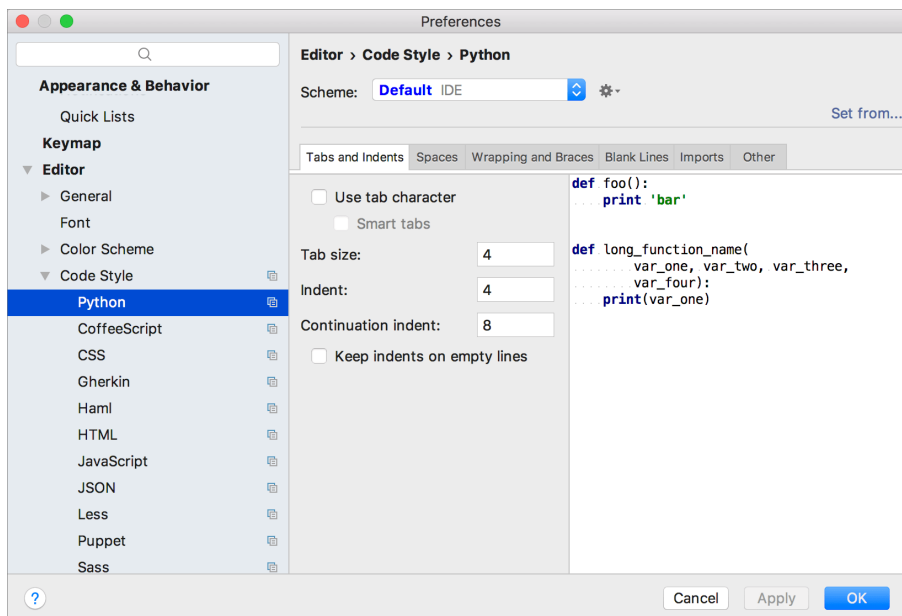 Preferences
Appearance & Behavior
Quick Lists
Keymap
Editor
General
Font
Color Scheme
Code Style
Python
CoffeeScript
CSS
Gherkin
Haml
HTML
JavaScript
JSON
Less
Puppet
Sass
Editor › Code Style › Python
Scheme: Default IDE
Set from...
Tabs and Indents Spaces Wrapping and Braces Blank Lines Imports Other
Use tab character
Smart tabs
Tab size: 4
Indent: 4
Continuation indent: 8
Keep indents on empty lines
def foo():
    print 'bar'
def long_function_name(
        var_one, var_two, var_three,
        var_four):
    print(var_one)
?
Cancel Apply OK